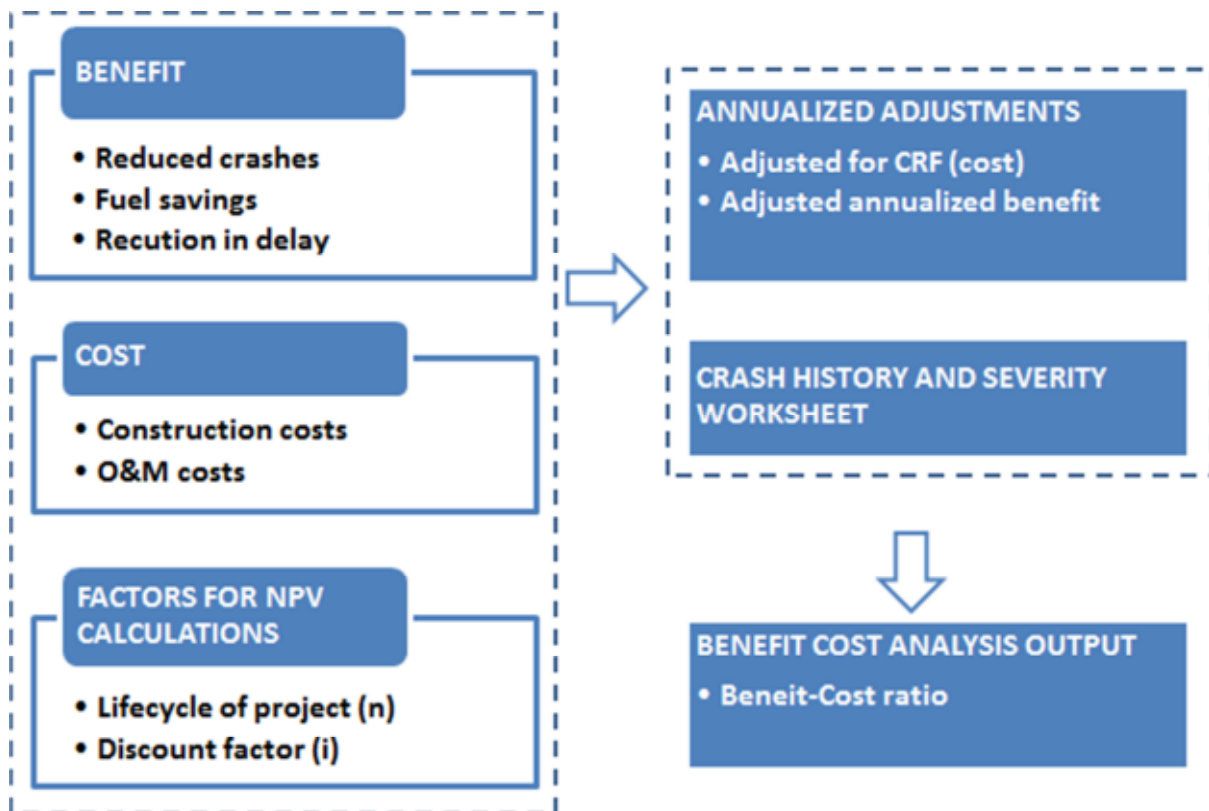 BENEFIT
• Reduced crashes
• Fuel savings
• Recution in delay
COST
• Construction costs
• O&M costs
FACTORS FOR NPV
CALCULATIONS
• Lifecycle of project (n)
• Discount factor (i)
ANNUALIZED ADJUSTMENTS
• Adjusted for CRF (cost)
• Adjusted annualized benefit
CRASH HISTORY AND SEVERITY
WORKSHEET
BENEFIT COST ANALYSIS OUTPUT
• Beneit-Cost ratio